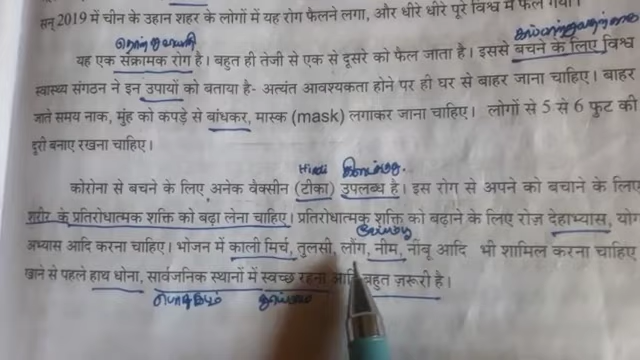 सन् 2019 में चीन के उहान शहर के लोगों में यह रोग फैलने लगा, और धीरे धीरे पूरे विश्व में फैल गया।
यह एक संक्रामक रोग है। बहुत ही तेजी से एक से दूसरे को फैल जाता है। इससे बचने के लिए विश्व
स्वास्थ्य संगठन ने इन उपायों को बताया है- अत्यंत आवश्यकता होने पर ही घर से बाहर जाना चाहिए। बाहर
जाते समय नाक, मुंह को कपड़े से बांधकर, मास्क (mask) लगाकर जाना चाहिए। लोगों से 5 से 6 फुट की
दूरी बनाए रखना चाहिए।
Hindi
कोरोना से बचने के लिए अनेक वैक्सीन (टीका) उपलब्ध है। इस रोग से अपने को बचाने के लिए
शरीर के प्रतिरोधात्मक शक्ति को बढ़ा लेना चाहिए। प्रतिरोधात्मक शक्ति को बढ़ाने के लिए रोज़ देहाभ्यास, योग
வேம்பு
अभ्यास आदि करना चाहिए। भोजन में काली मिर्च, तुलसी, लौंग, नीम, नींबू आदि भी शामिल करना चाहिए
खाने से पहले हाथ धोना, सार्वजनिक स्थानों में स्वच्छ रहना आदि बहुत ज़रूरी है।